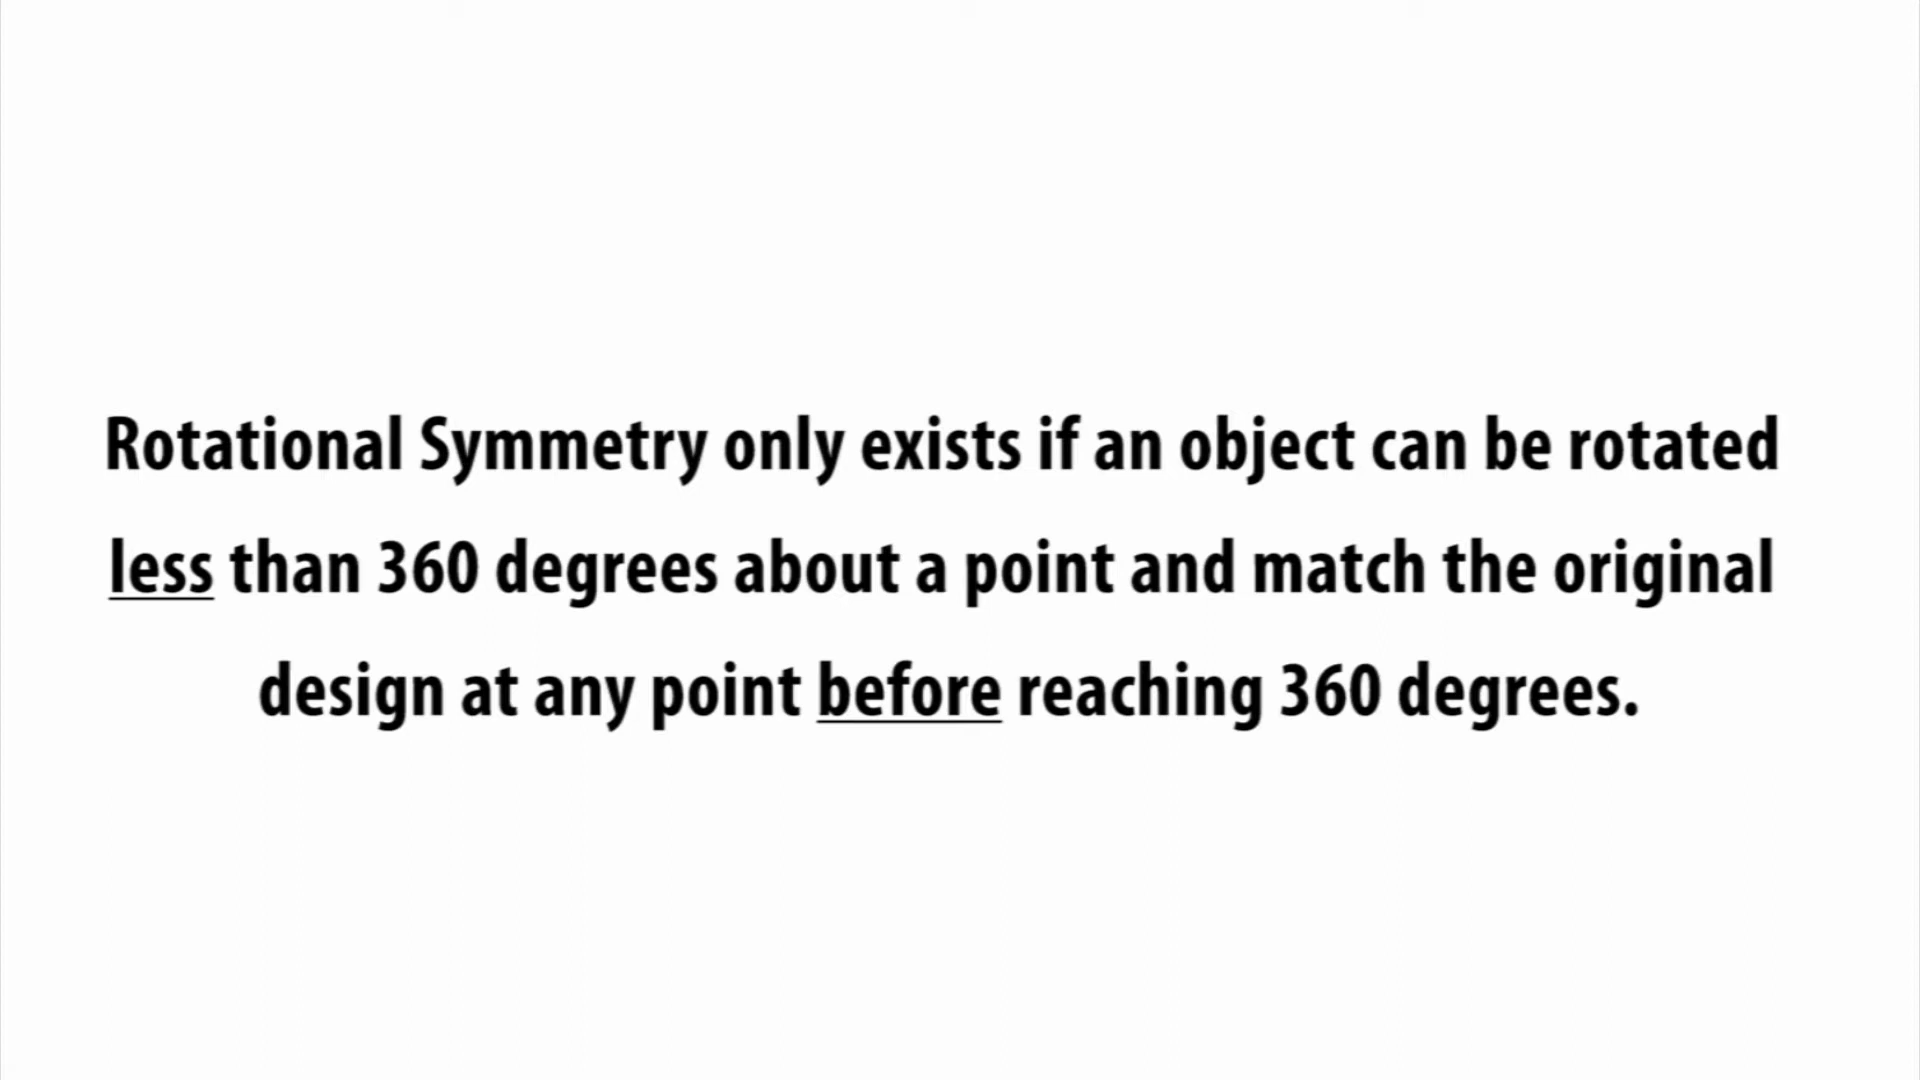 Rotational Symmetry only exists if an object can be rotated
less than 360 degrees about a point and match the original
design at any point before reaching 360 degrees.